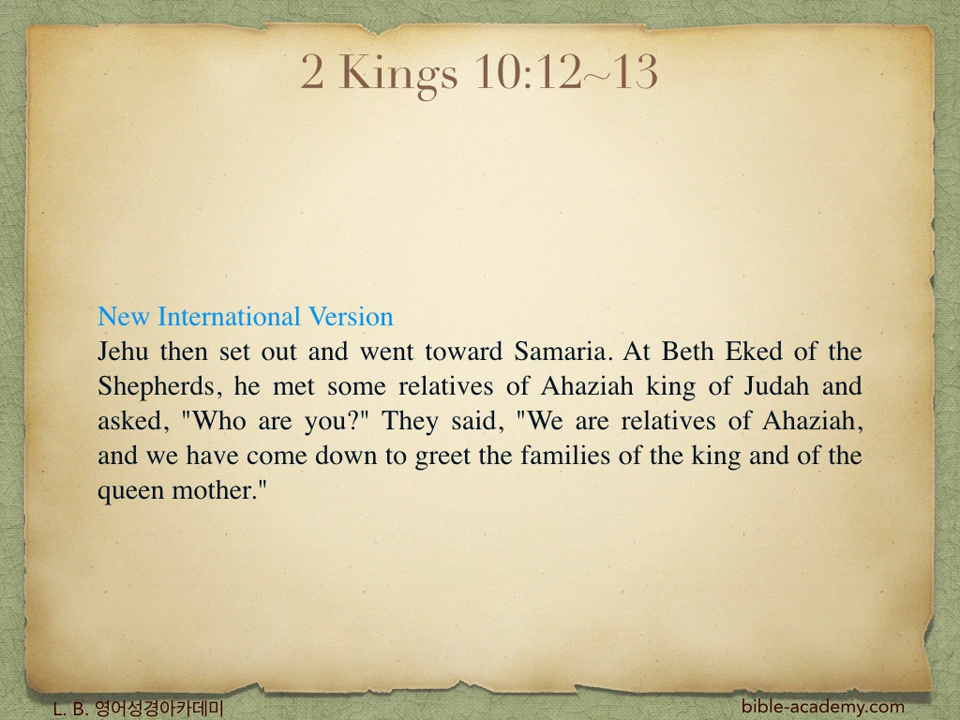 2 Kings 10:12~13
New International Version
Jehu then set out and went toward Samaria. At Beth Eked of the
Shepherds, he met some relatives of Ahaziah king of Judah and
asked, "Who are you?" They said, "We are relatives of Ahaziah,
and we have come down to greet the families of the king and of the
queen mother."
L. B. 영어성경아카데미
bible-academy.com